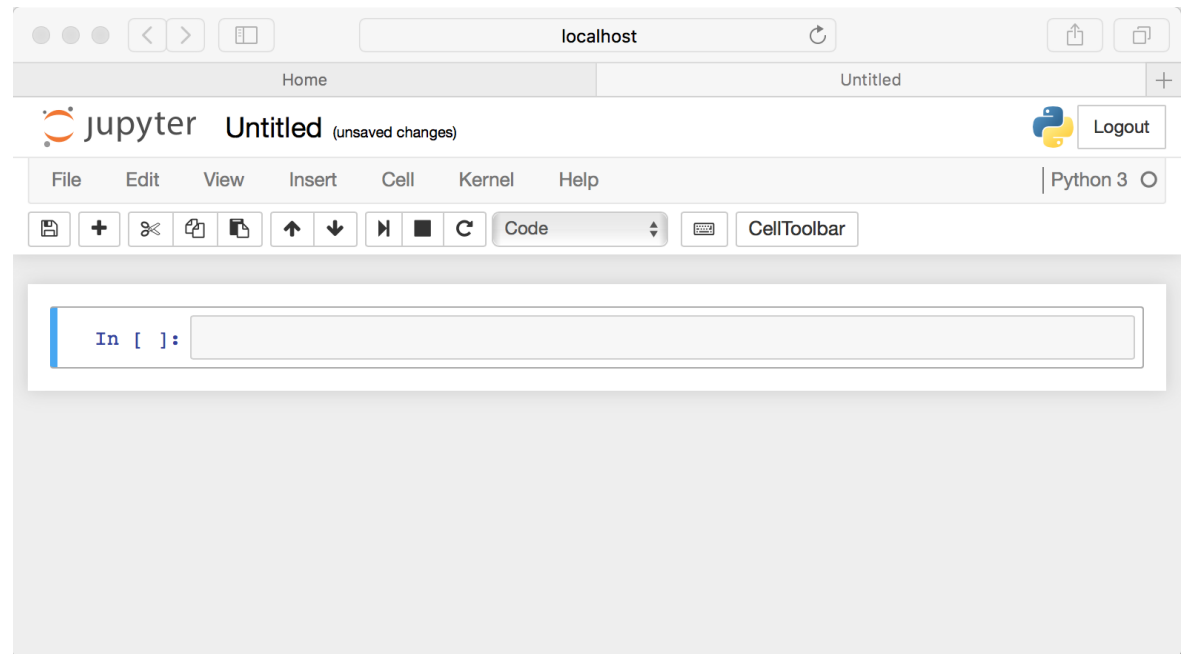 localhost
Home Untitled
jupyter Untitled (unsaved changes) Logout
File Edit View Insert Cell Kernel Help Python 3
Code CellToolbar
In [ ]: